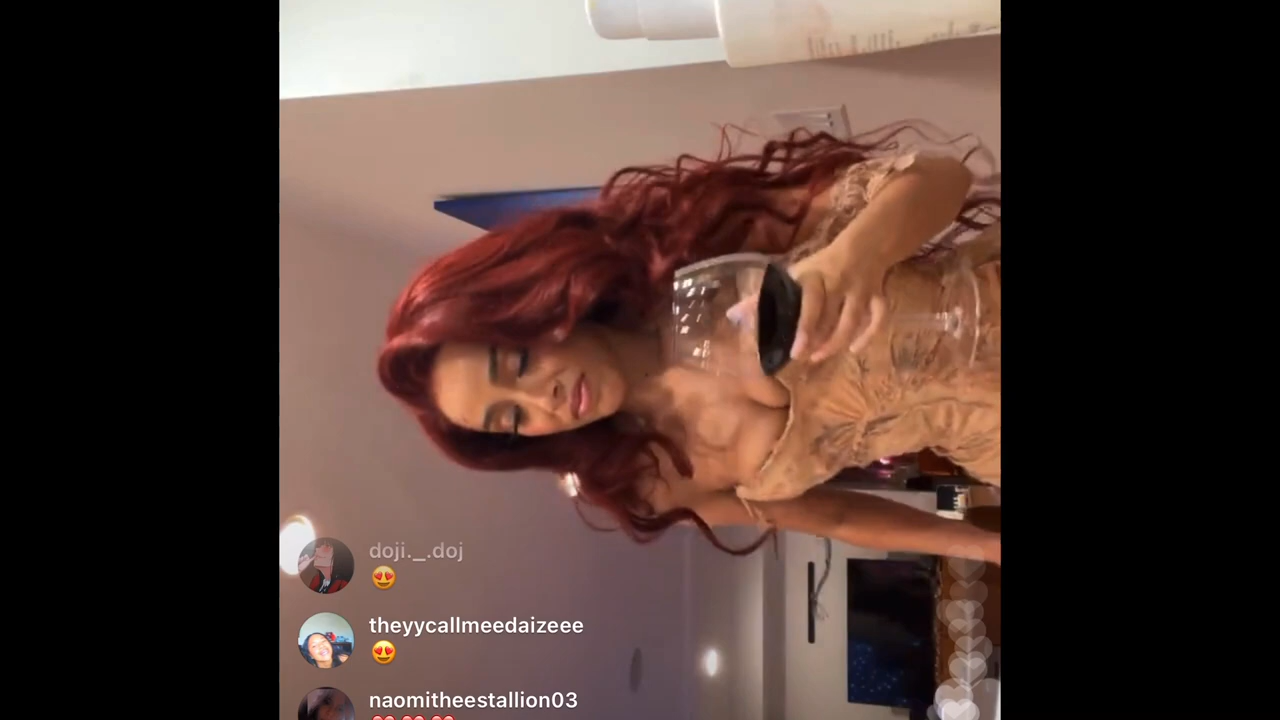 doji._.doj
😍
theyycallmeedaizeee
😍
naomitheestallion03